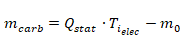 m_carb = Q_stat · T_i_elec − m_0